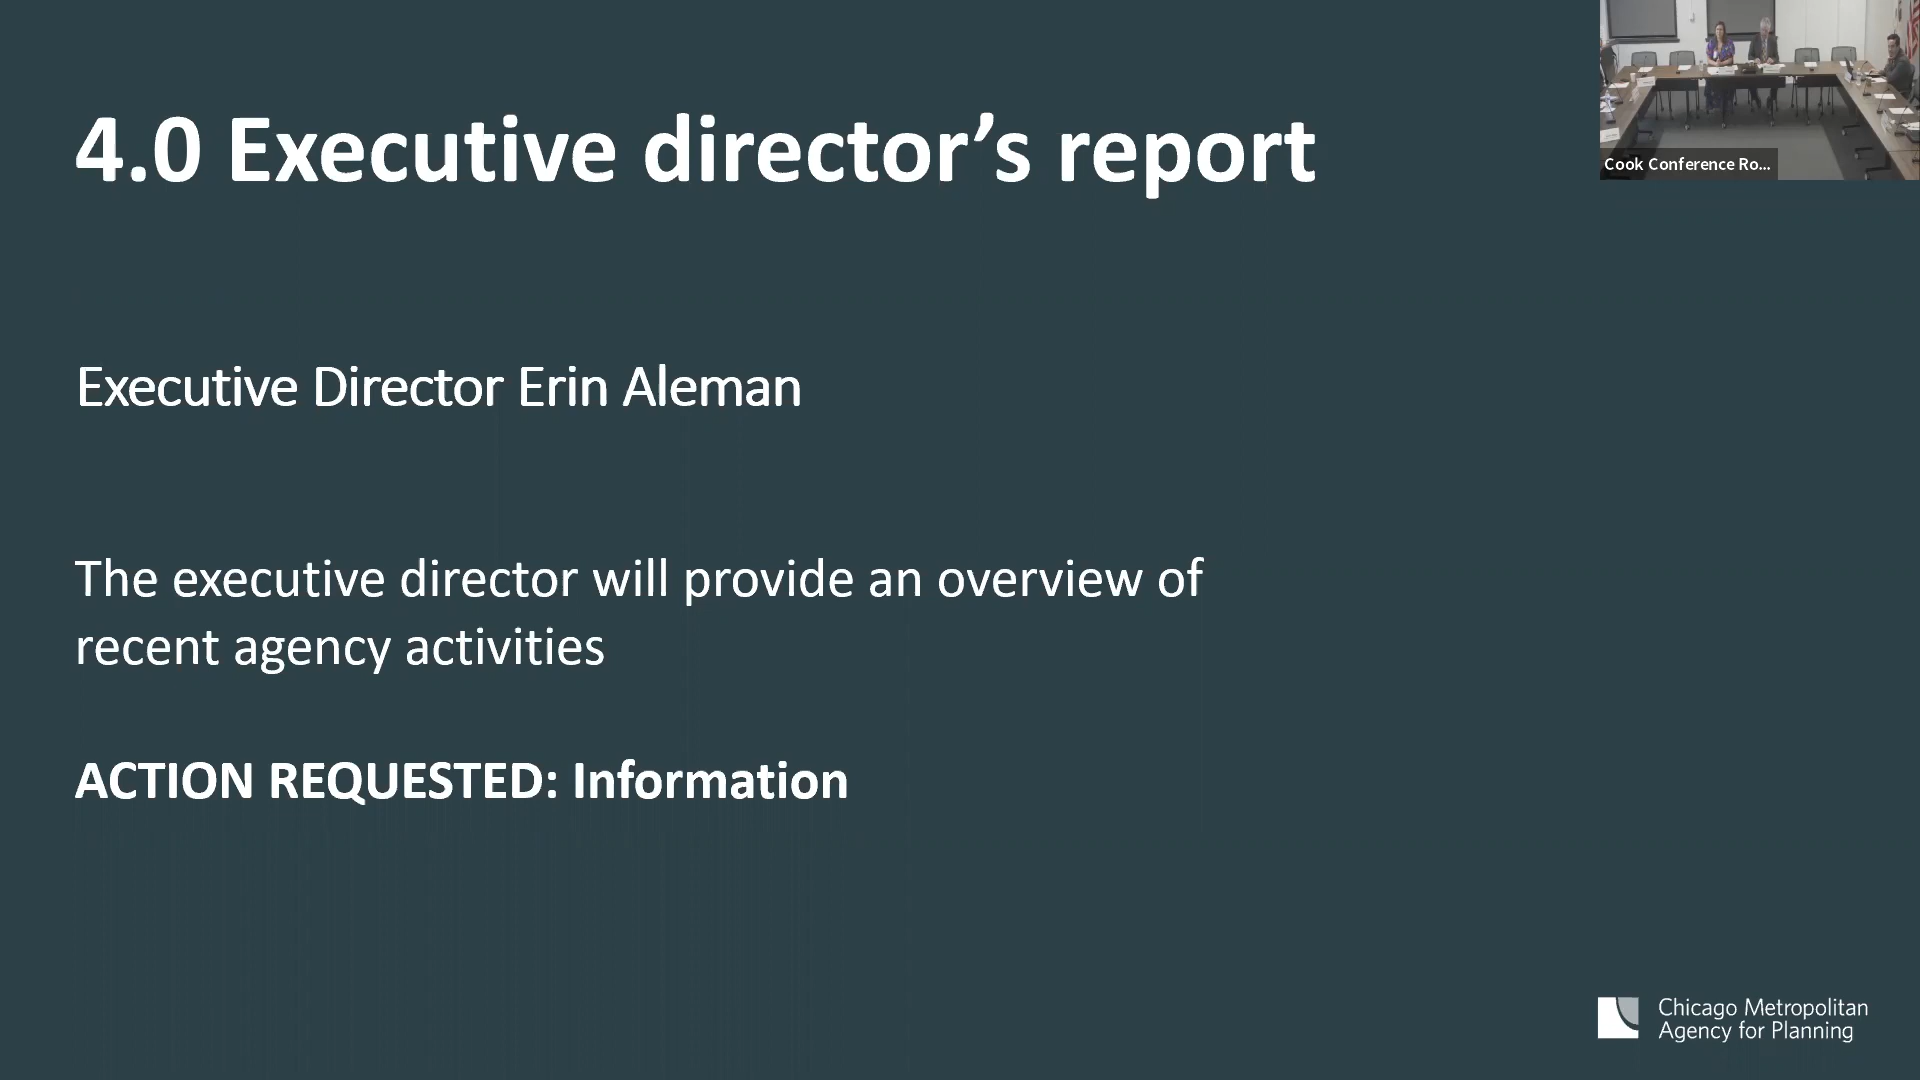 4.0 Executive director’s report
Cook Conference Ro...
Executive Director Erin Aleman
The executive director will provide an overview of
recent agency activities
ACTION REQUESTED: Information
Chicago Metropolitan
Agency for Planning